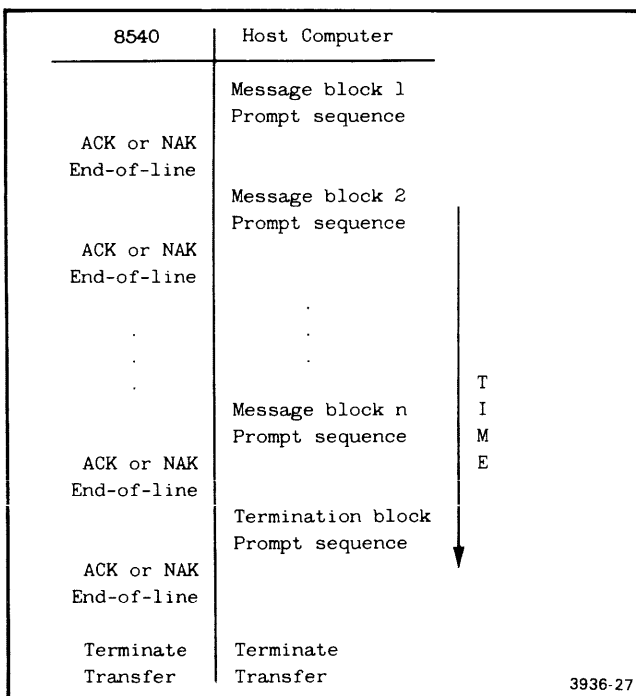 8540 Host Computer
Message block 1
Prompt sequence
ACK or NAK
End-of-line
Message block 2
Prompt sequence
ACK or NAK
End-of-line
. .
. .
. .
Message block n
Prompt sequence
ACK or NAK
End-of-line
Termination block
Prompt sequence
ACK or NAK
End-of-line
T
I
M
E
Terminate Terminate
Transfer Transfer
3936-27